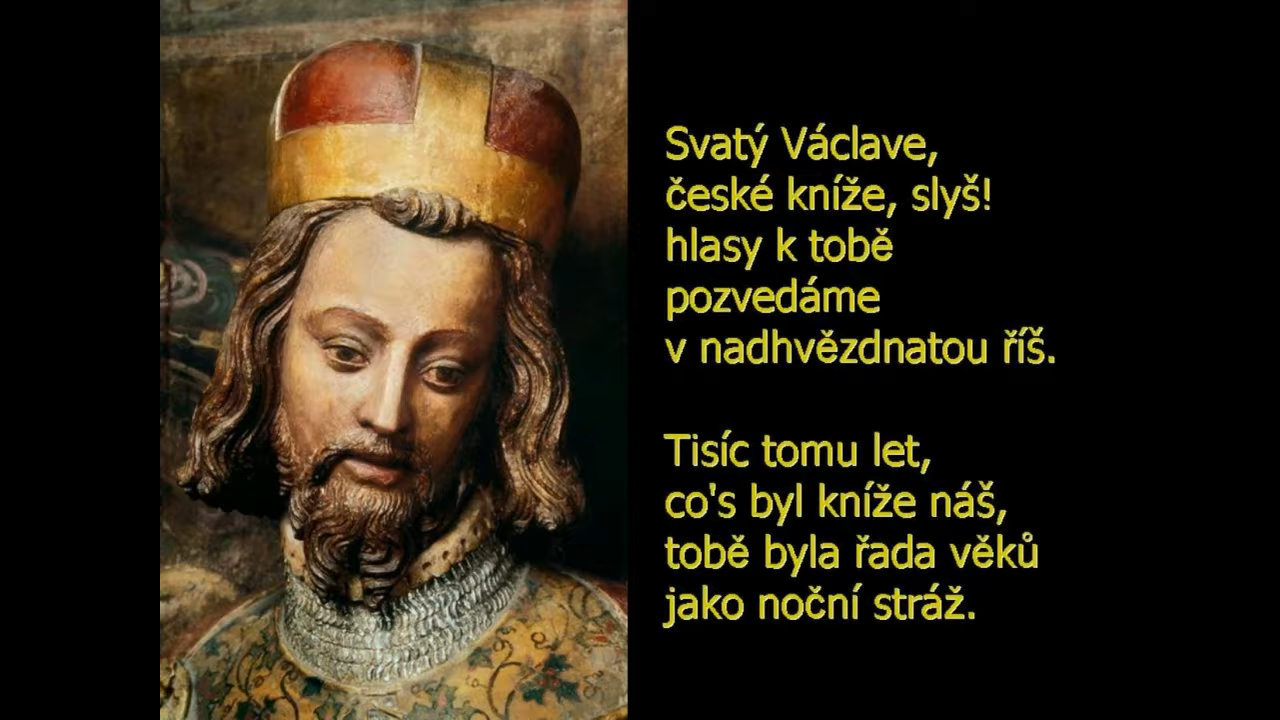 Svatý Václave,
české kníže, slyš!
hlasy k tobě
pozvedáme
v nadhvězdnatou říš.
Tisíc tomu let,
co's byl kníže náš,
tobě byla řada věků
jako noční stráž.